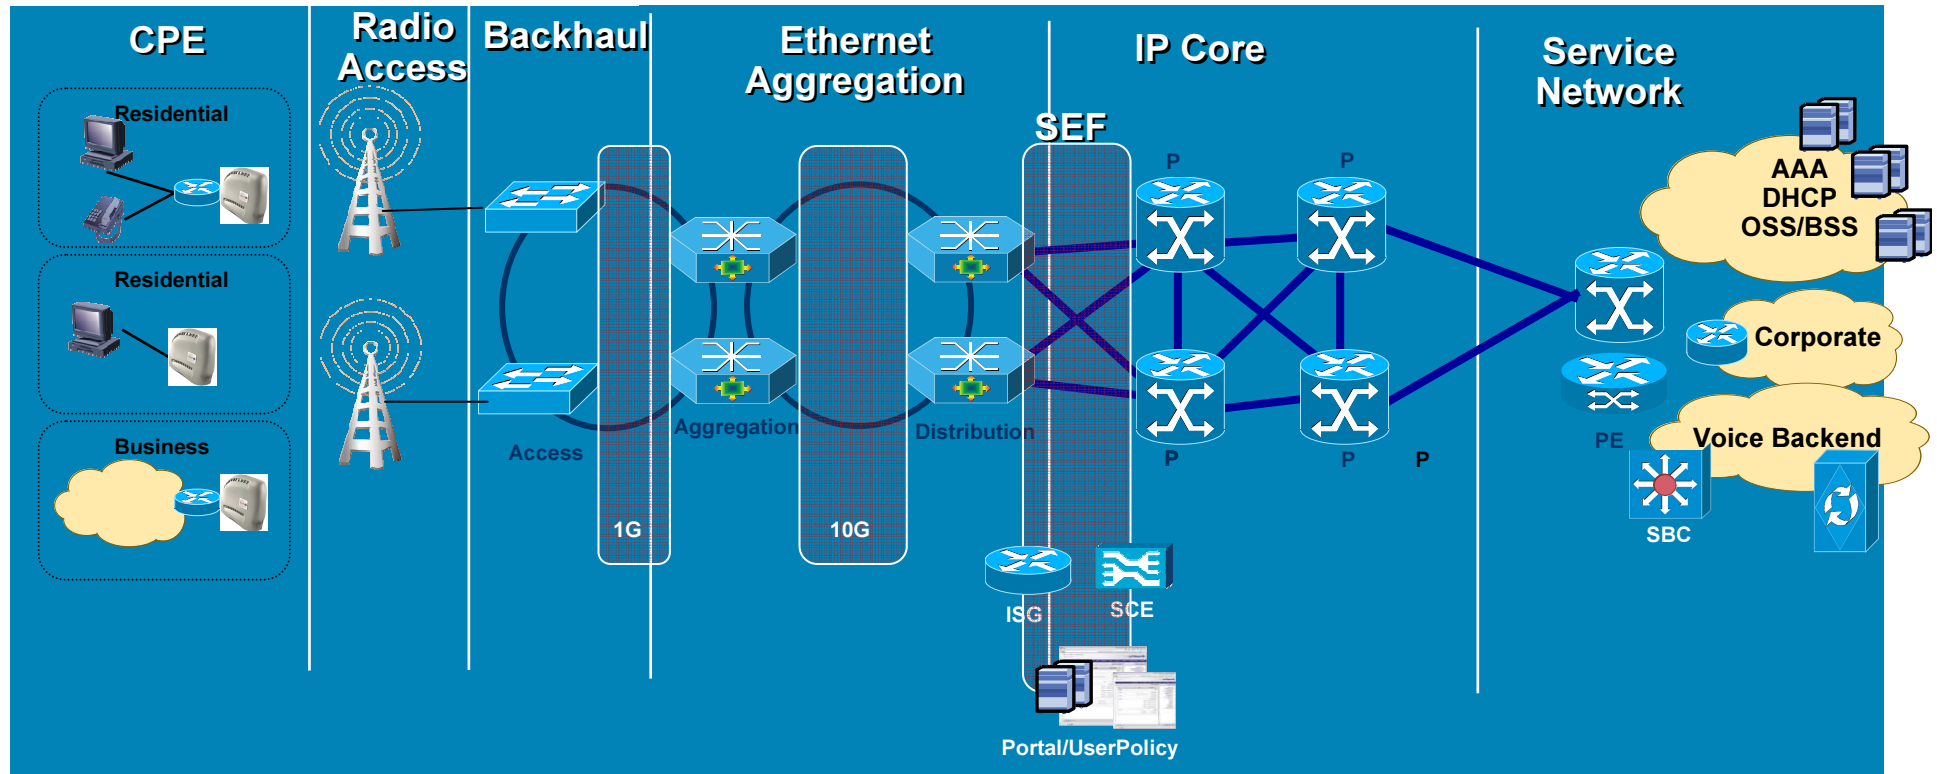 CPE
Radio
Access
Backhaul
Ethernet
Aggregation
IP Core
Service
Network
SEF
Residential
Residential
Business
Access
Aggregation
Distribution
1G
10G
P
P
P
P
P
ISG
SCE
Portal/UserPolicy
AAA
DHCP
OSS/BSS
Corporate
Voice Backend
PE
SBC